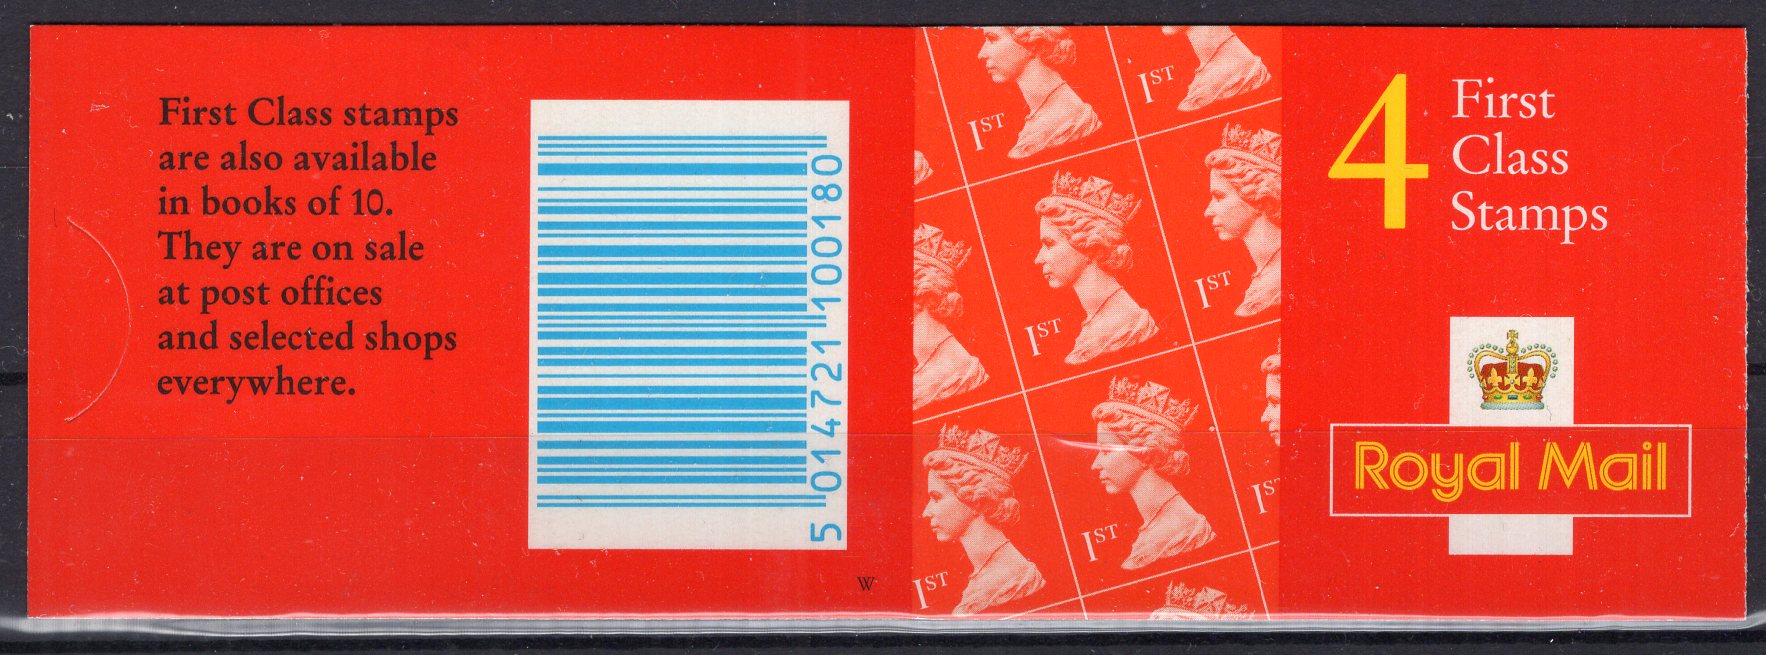 First Class stamps
are also available
in books of 10.
They are on sale
at post offices
and selected shops
everywhere.
5 014721 100180
W
1ST
1ST
1ST
1ST
1ST
1ST
1ST
4 First
Class
Stamps
Royal Mail